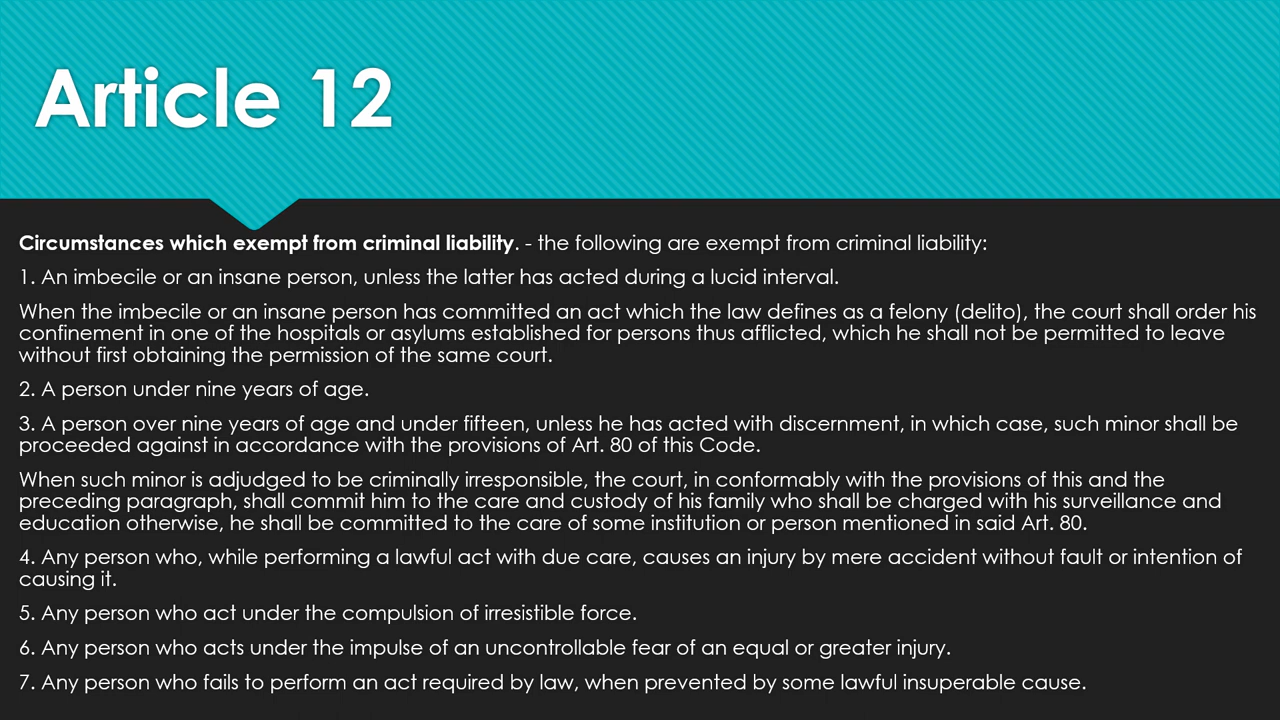 Article 12
Circumstances which exempt from criminal liability. - the following are exempt from criminal liability:
1. An imbecile or an insane person, unless the latter has acted during a lucid interval.
When the imbecile or an insane person has committed an act which the law defines as a felony (delito), the court shall order his
confinement in one of the hospitals or asylums established for persons thus afflicted, which he shall not be permitted to leave
without first obtaining the permission of the same court.
2. A person under nine years of age.
3. A person over nine years of age and under fifteen, unless he has acted with discernment, in which case, such minor shall be
proceeded against in accordance with the provisions of Art. 80 of this Code.
When such minor is adjudged to be criminally irresponsible, the court, in conformably with the provisions of this and the
preceding paragraph, shall commit him to the care and custody of his family who shall be charged with his surveillance and
education otherwise, he shall be committed to the care of some institution or person mentioned in said Art. 80.
4. Any person who, while performing a lawful act with due care, causes an injury by mere accident without fault or intention of
causing it.
5. Any person who act under the compulsion of irresistible force.
6. Any person who acts under the impulse of an uncontrollable fear of an equal or greater injury.
7. Any person who fails to perform an act required by law, when prevented by some lawful insuperable cause.